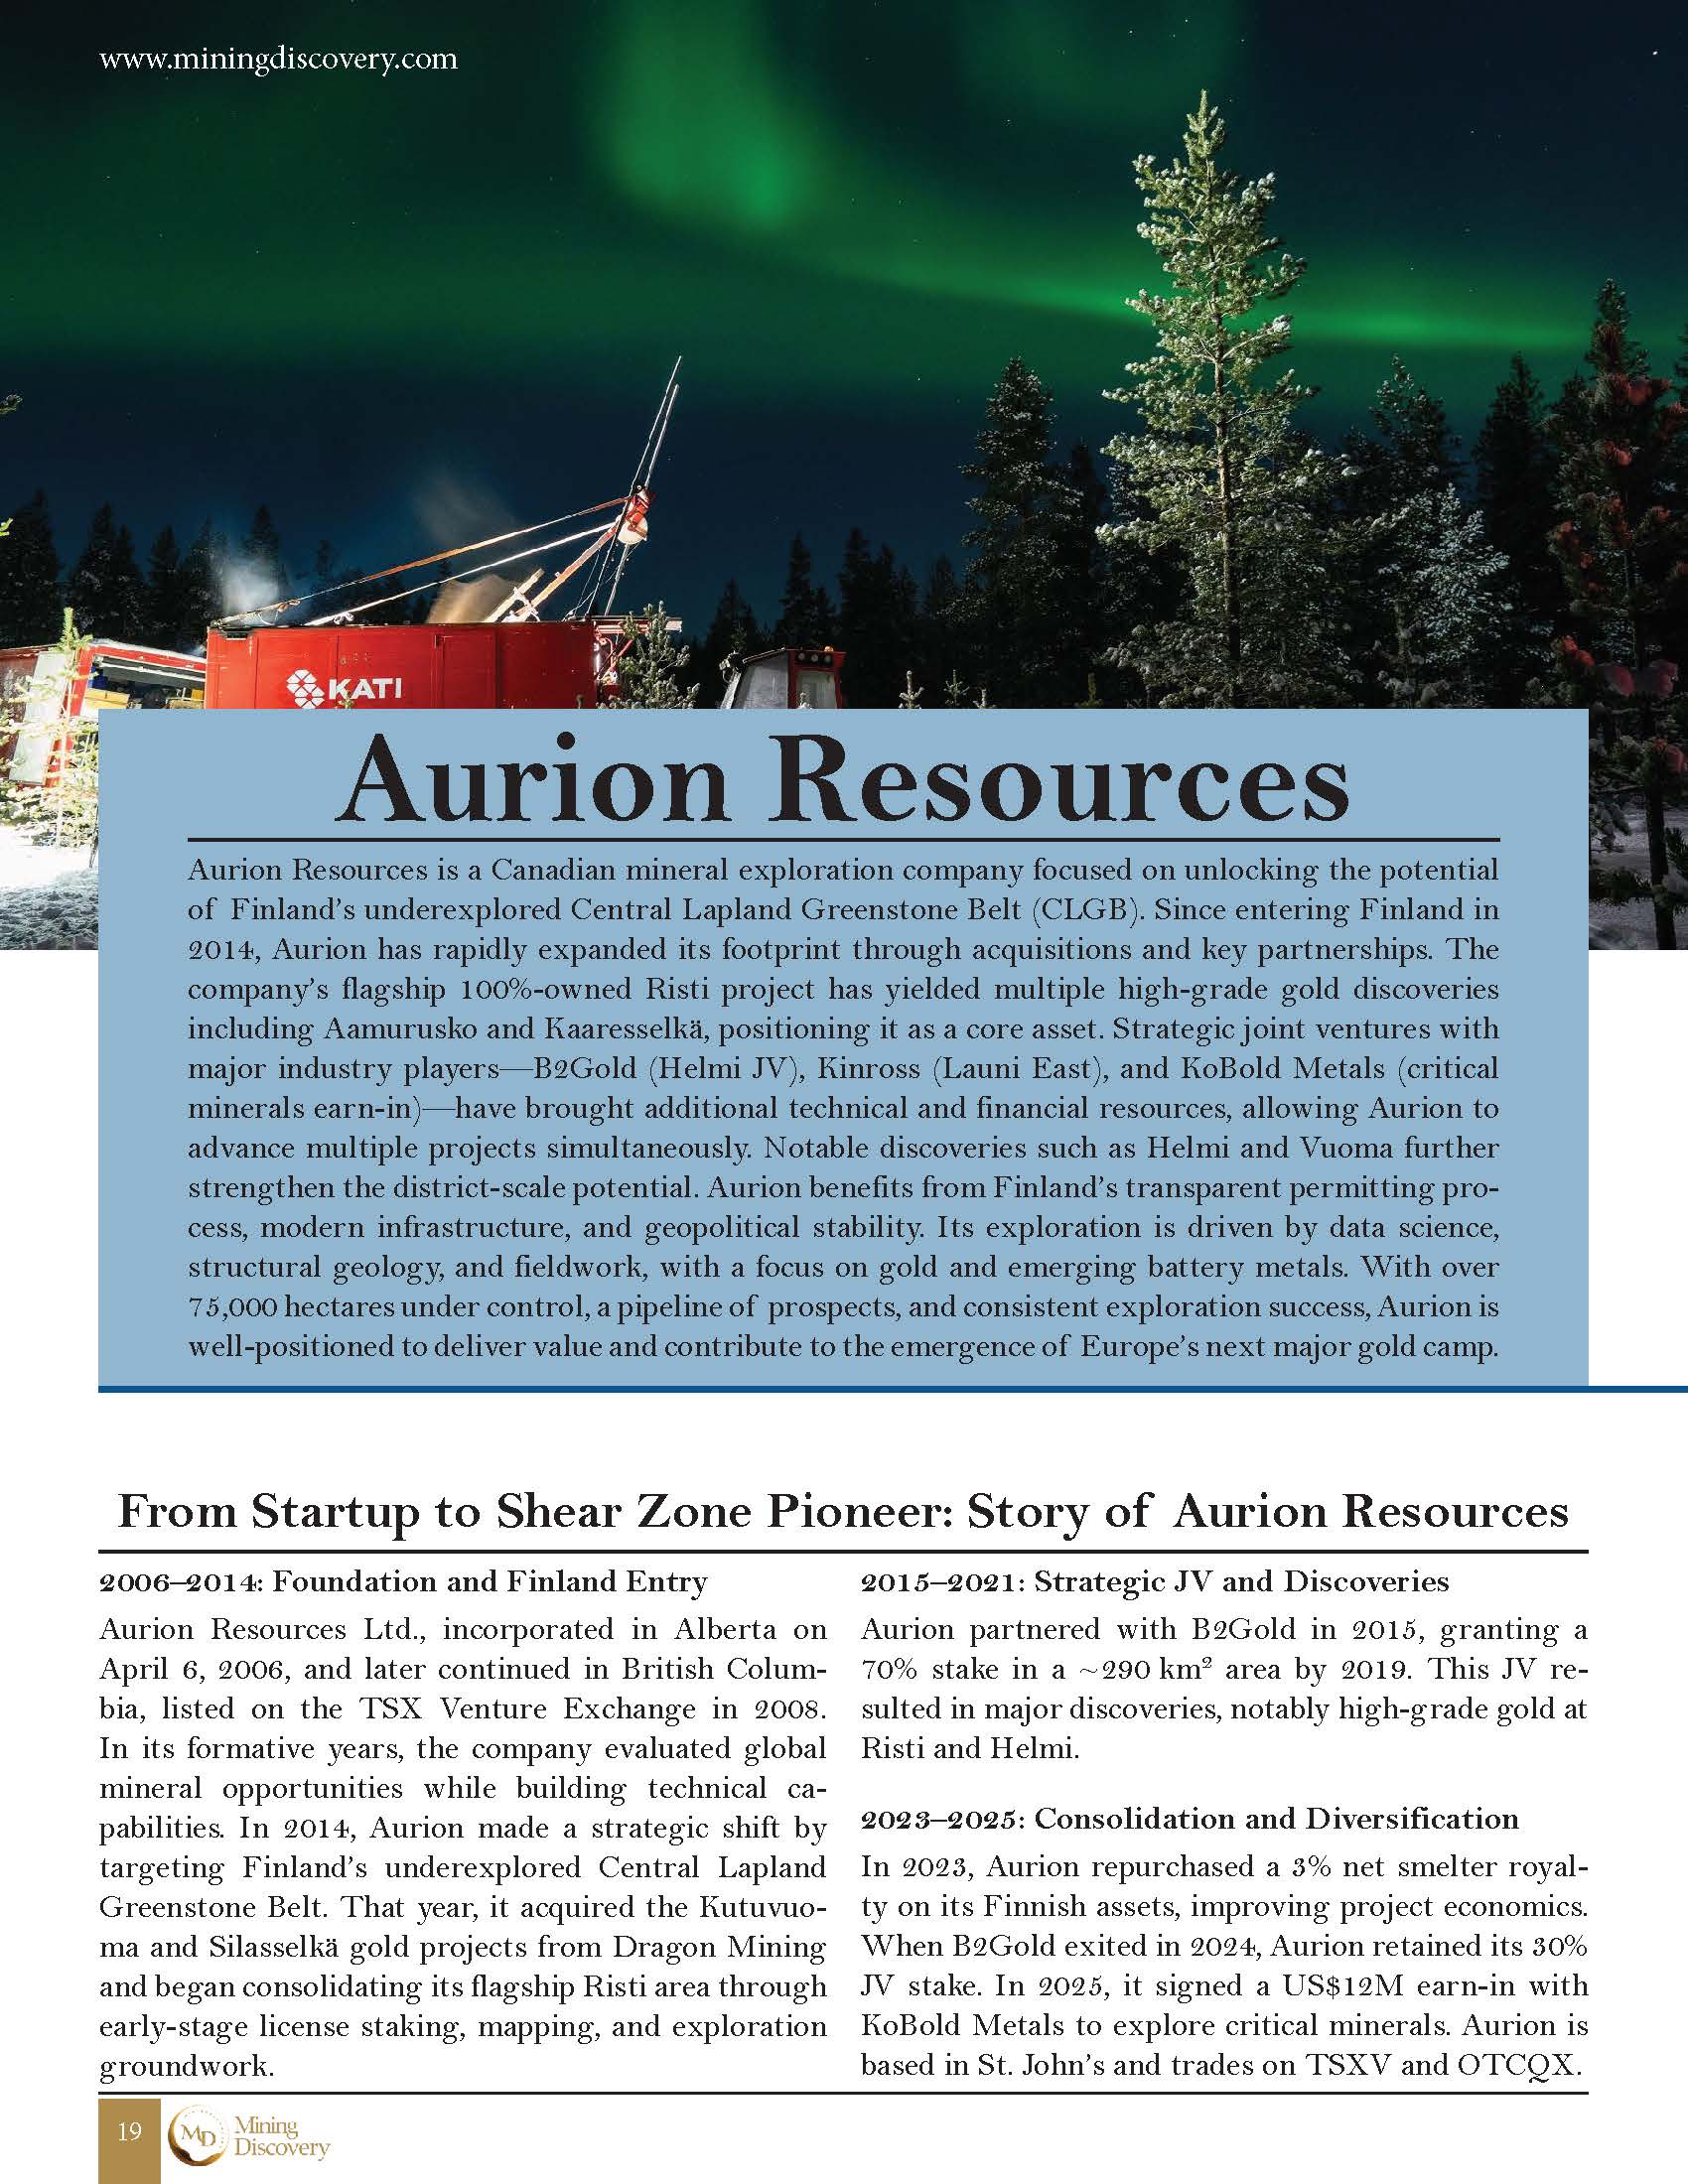 www.miningdiscovery.com
KATI
Aurion Resources
Aurion Resources is a Canadian mineral exploration company focused on unlocking the potential
of Finland's underexplored Central Lapland Greenstone Belt (CLGB). Since entering Finland in
2014, Aurion has rapidly expanded its footprint through acquisitions and key partnerships. The
company's flagship 100%-owned Risti project has yielded multiple high-grade gold discoveries
including Aamurusko and Kaaresselkä, positioning it as a core asset. Strategic joint ventures with
major industry players—B2Gold (Helmi JV), Kinross (Launi East), and KoBold Metals (critical
minerals earn-in)—have brought additional technical and financial resources, allowing Aurion to
advance multiple projects simultaneously. Notable discoveries such as Helmi and Vuoma further
strengthen the district-scale potential. Aurion benefits from Finland's transparent permitting pro-
cess, modern infrastructure, and geopolitical stability. Its exploration is driven by data science,
structural geology, and fieldwork, with a focus on gold and emerging battery metals. With over
75,000 hectares under control, a pipeline of prospects, and consistent exploration success, Aurion is
well-positioned to deliver value and contribute to the emergence of Europe's next major gold camp.
From Startup to Shear Zone Pioneer: Story of Aurion Resources
2006–2014: Foundation and Finland Entry
Aurion Resources Ltd., incorporated in Alberta on
April 6, 2006, and later continued in British Colum-
bia, listed on the TSX Venture Exchange in 2008.
In its formative years, the company evaluated global
mineral opportunities while building technical ca-
pabilities. In 2014, Aurion made a strategic shift by
targeting Finland's underexplored Central Lapland
Greenstone Belt. That year, it acquired the Kutuvuo-
ma and Silasselkä gold projects from Dragon Mining
and began consolidating its flagship Risti area through
early-stage license staking, mapping, and exploration
groundwork.
2015–2021: Strategic JV and Discoveries
Aurion partnered with B2Gold in 2015, granting a
70% stake in a ~290 km² area by 2019. This JV re-
sulted in major discoveries, notably high-grade gold at
Risti and Helmi.
2023–2025: Consolidation and Diversification
In 2023, Aurion repurchased a 3% net smelter royal-
ty on its Finnish assets, improving project economics.
When B2Gold exited in 2024, Aurion retained its 30%
JV stake. In 2025, it signed a US$12M earn-in with
KoBold Metals to explore critical minerals. Aurion is
based in St. John's and trades on TSXV and OTCQX.
19
MD
Mining
Discovery